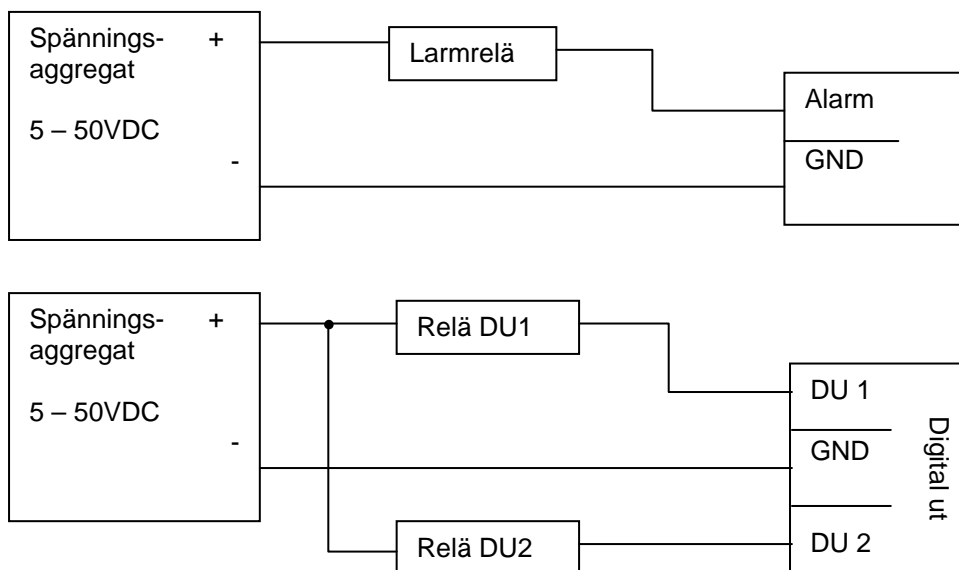 Spännings- +
aggregat
5 – 50VDC
-
Larmrelä
Alarm
GND
Spännings- +
aggregat
5 – 50VDC
-
Relä DU1
Relä DU2
DU 1
GND
DU 2
Digital ut